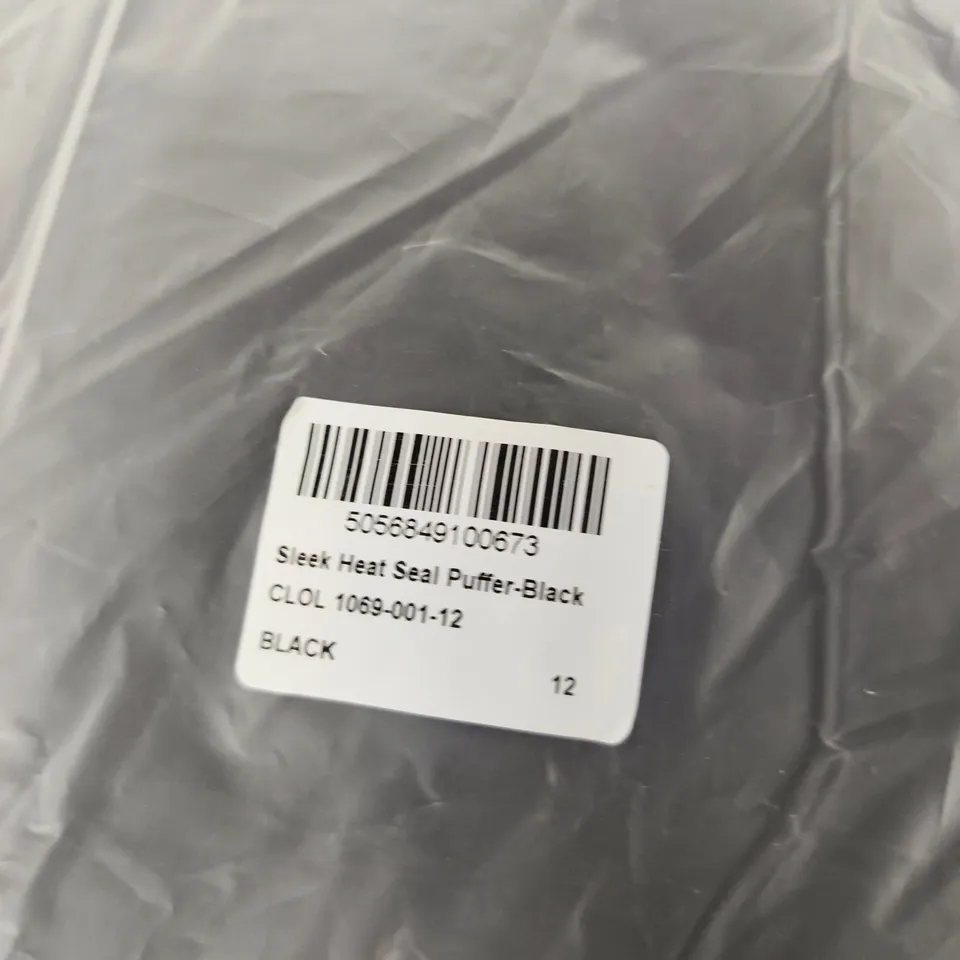 5056849100673
Sleek Heat Seal Puffer-Black
CLOL 1069-001-12
BLACK
12